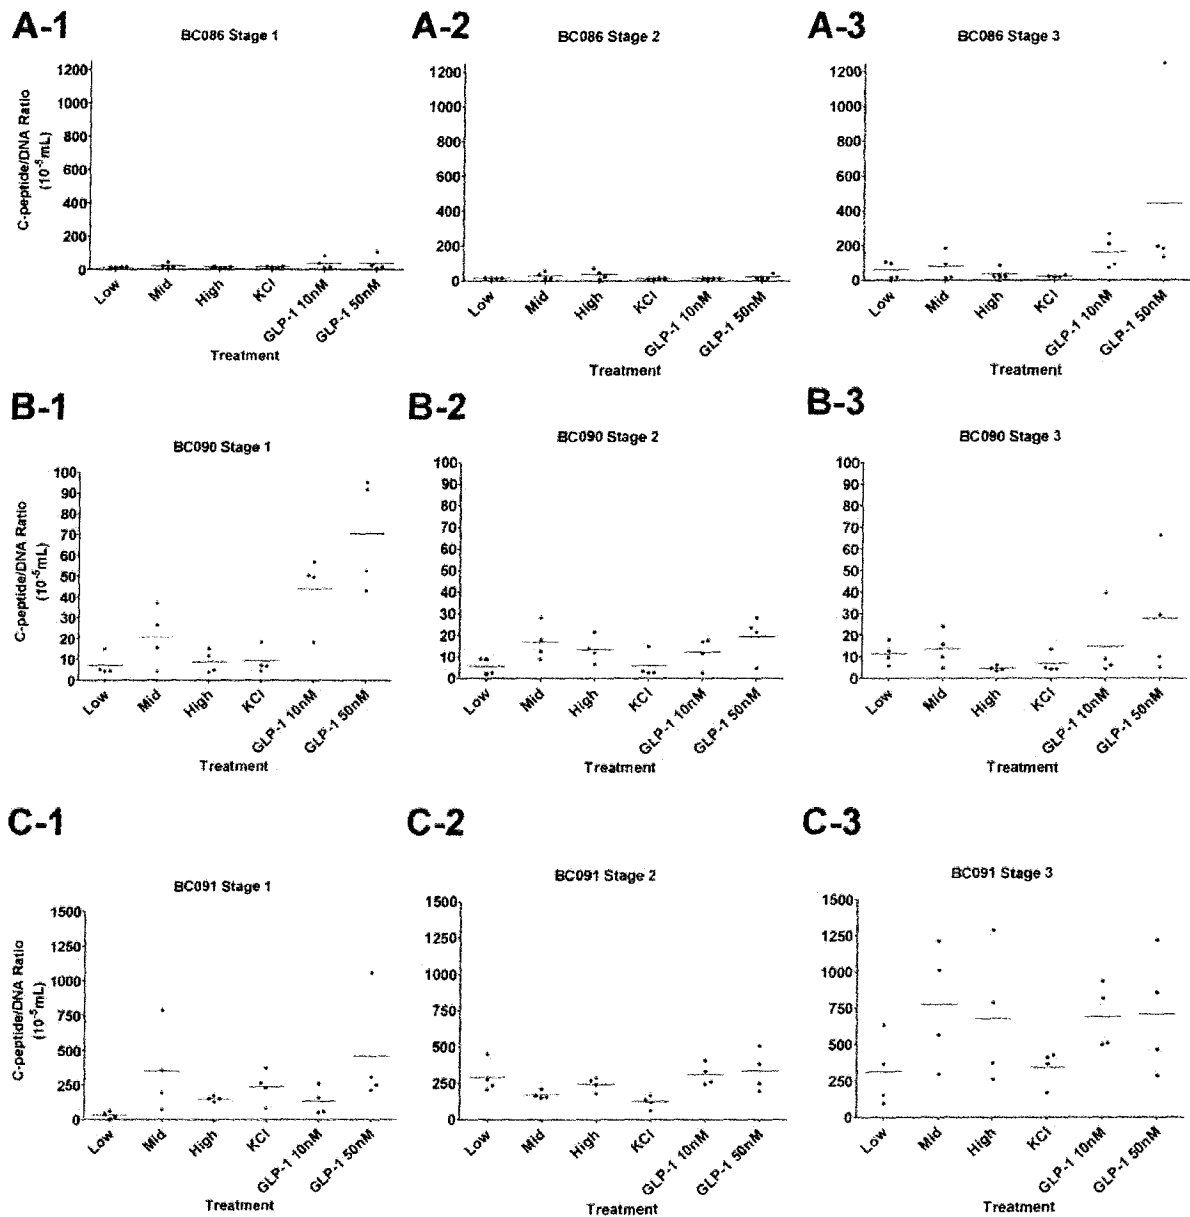 A-1
BC086 Stage 1
C-peptide/DNA Ratio
(10⁻⁵mL)
1200
1000
800
600
400
200
0
Low
Mid
High
KCl
GLP-1 10nM
GLP-1 50nM
Treatment
A-2
BC086 Stage 2
1200
1000
800
600
400
200
0
Low
Mid
High
KCl
GLP-1 10nM
GLP-1 50nM
Treatment
A-3
BC086 Stage 3
1200
1000
800
600
400
200
0
Low
Mid
High
KCl
GLP-1 10nM
GLP-1 50nM
Treatment
B-1
BC090 Stage 1
C-peptide/DNA Ratio
(10⁻⁵mL)
100
90
80
70
60
50
40
30
20
10
0
Low
Mid
High
KCl
GLP-1 10nM
GLP-1 50nM
Treatment
B-2
BC090 Stage 2
100
90
80
70
60
50
40
30
20
10
0
Low
Mid
High
KCl
GLP-1 10nM
GLP-1 50nM
Treatment
B-3
BC090 Stage 3
100
90
80
70
60
50
40
30
20
10
0
Low
Mid
High
KCl
GLP-1 10nM
GLP-1 50nM
Treatment
C-1
BC091 Stage 1
C-peptide/DNA Ratio
(10⁻⁵mL)
1500
1250
1000
750
500
250
0
Low
Mid
High
KCl
GLP-1 10nM
GLP-1 50nM
Treatment
C-2
BC091 Stage 2
1500
1250
1000
750
500
250
0
Low
Mid
High
KCl
GLP-1 10nM
GLP-1 50nM
Treatment
C-3
BC091 Stage 3
1500
1250
1000
750
500
250
0
Low
Mid
High
KCl
GLP-1 10nM
GLP-1 50nM
Treatment